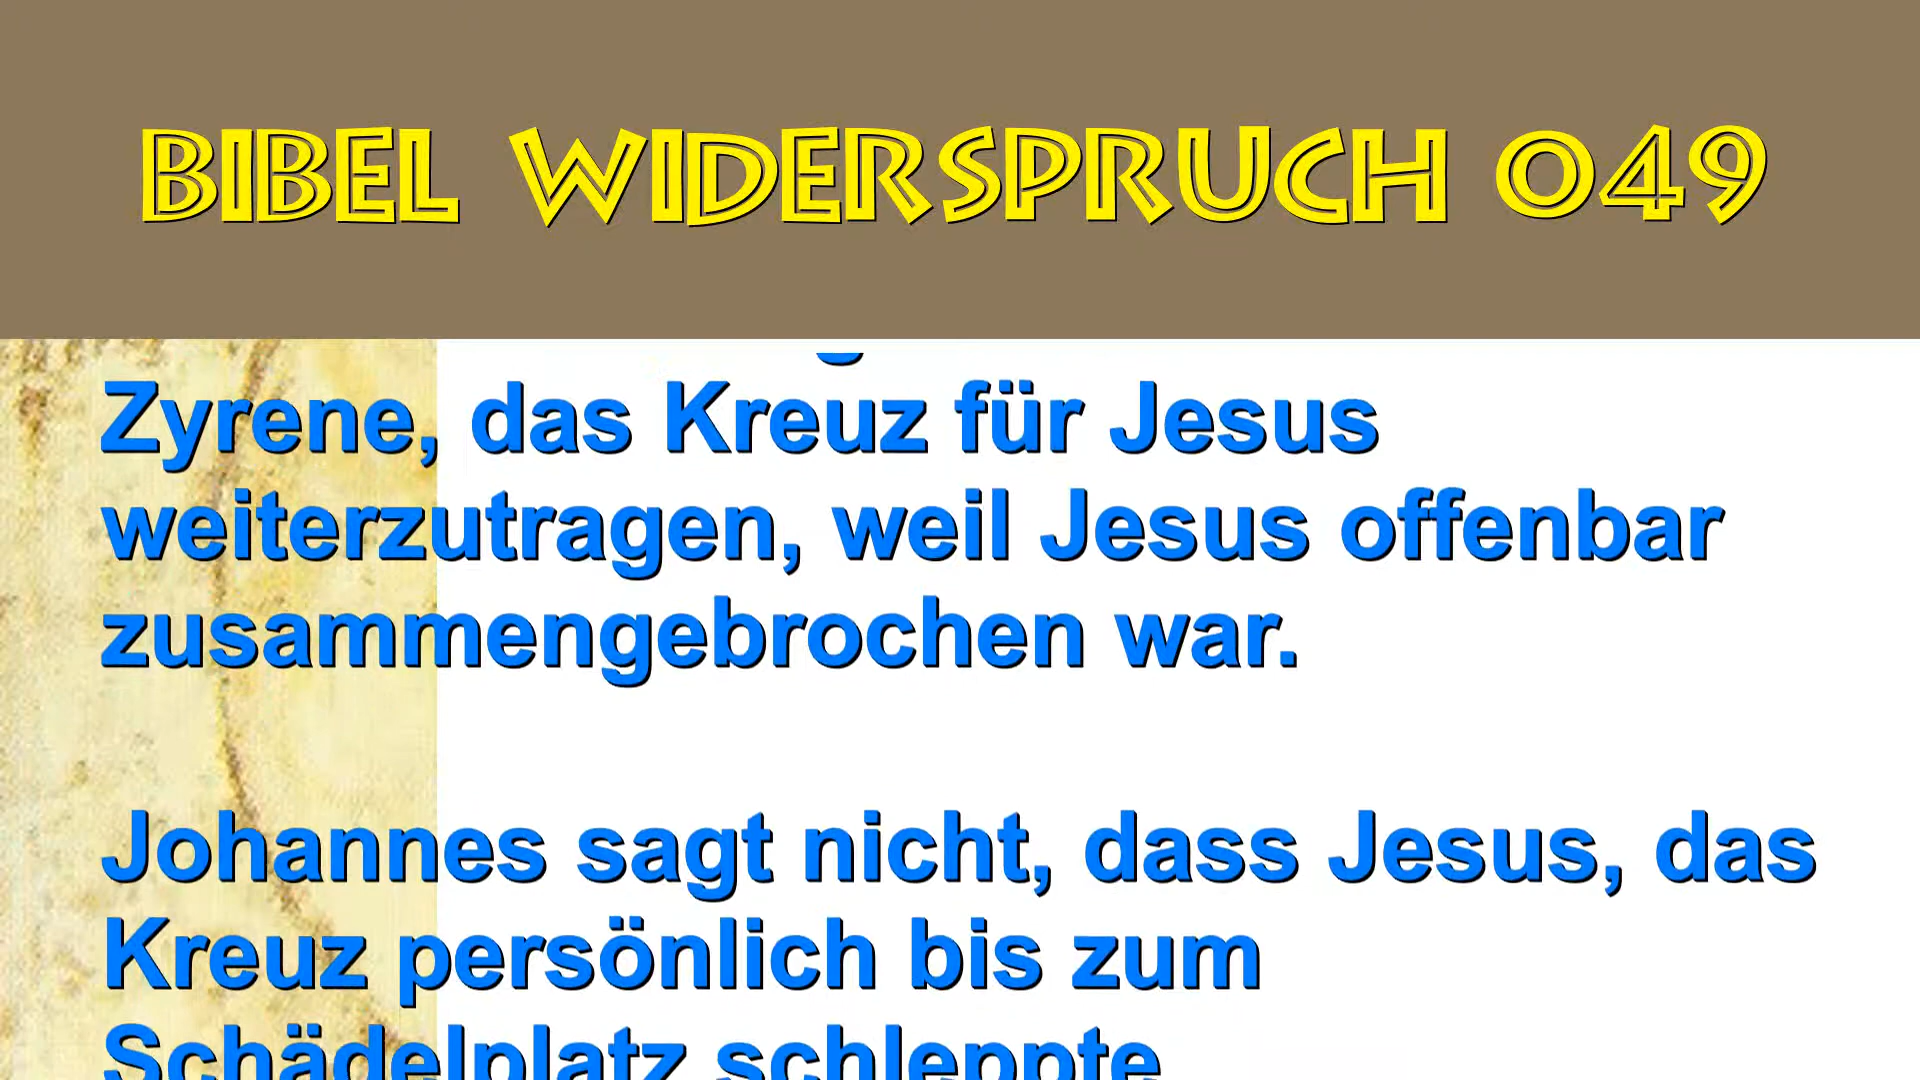 BIBEL WIDERSPRUCH 049
Zyrene, das Kreuz für Jesus
weiterzutragen, weil Jesus offenbar
zusammengebrochen war.
Johannes sagt nicht, dass Jesus, das
Kreuz persönlich bis zum
Schädelplatz schleppte